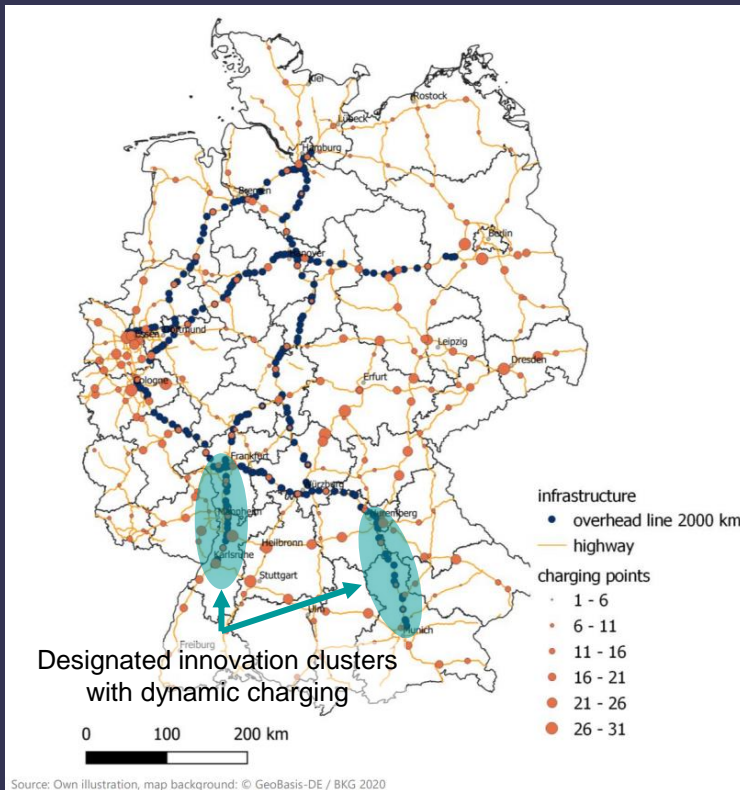 Kiel
Rostock
Lübeck
Hamburg
Bremen
Berlin
Hanover
Dortmund
Essen
Leipzig
Cologne
Dresden
Erfurt
Frankfurt
Würzburg
Mannheim
Nuremberg
Heilbronn
Karlsruhe
Stuttgart
Ulm
Munich
Freiburg
infrastructure
overhead line 2000 km
highway
charging points
1 - 6
6 - 11
11 - 16
16 - 21
21 - 26
26 - 31
Designated innovation clusters
with dynamic charging
0 100 200 km
Source: Own illustration, map background: © GeoBasis-DE / BKG 2020